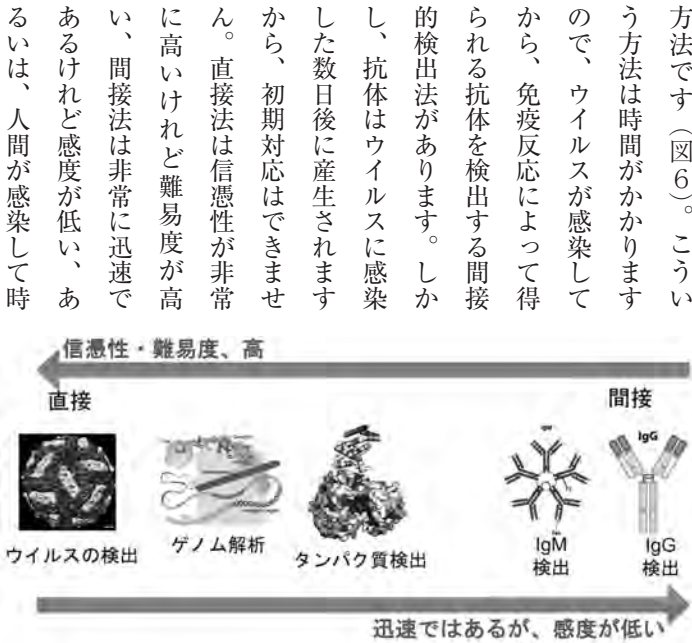 方法です（図６）。こうい
う方法は時間がかかります
ので、ウイルスが感染して
から、免疫反応によって得
られる抗体を検出する間接
的検出法があります。しか
し、抗体はウイルスに感染
した数日後に産生されます
から、初期対応はできませ
ん。直接法は信憑性が非常
に高いけれど難易度が高
い、間接法は非常に迅速で
あるけれど感度が低い、あ
るいは、人間が感染して時
信憑性・難易度、高
直接
間接
IgG
ウイルスの検出
ゲノム解析
タンパク質検出
IgM
検出
IgG
検出
迅速ではあるが、感度が低い